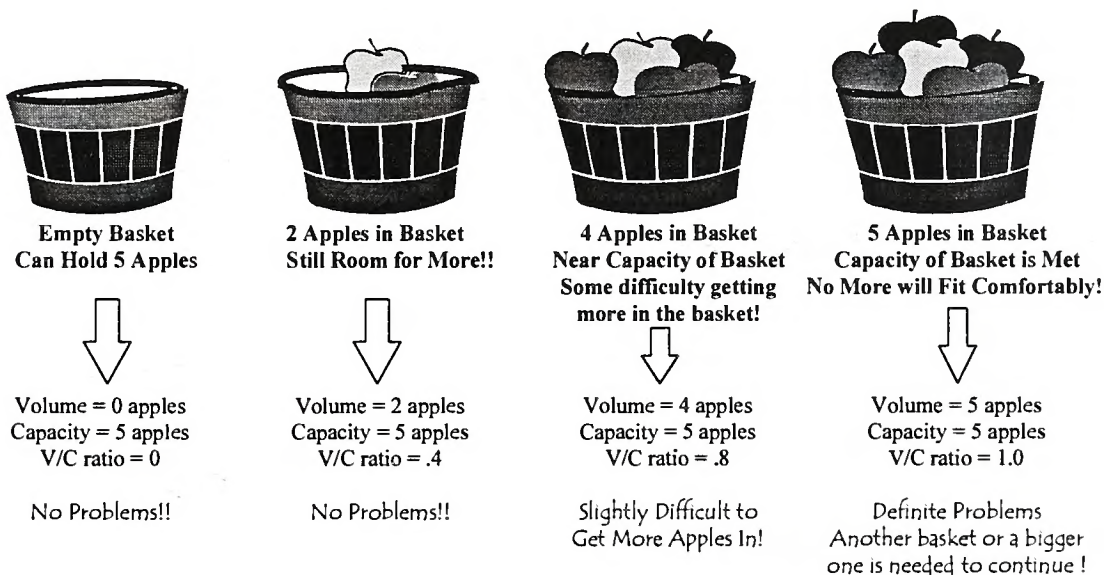 Empty Basket
Can Hold 5 Apples
Volume = 0 apples
Capacity = 5 apples
V/C ratio = 0
No Problems!!
2 Apples in Basket
Still Room for More!!
Volume = 2 apples
Capacity = 5 apples
V/C ratio = .4
No Problems!!
4 Apples in Basket
Near Capacity of Basket
Some difficulty getting
more in the basket!
Volume = 4 apples
Capacity = 5 apples
V/C ratio = .8
Slightly Difficult to
Get More Apples In!
5 Apples in Basket
Capacity of Basket is Met
No More will Fit Comfortably!
Volume = 5 apples
Capacity = 5 apples
V/C ratio = 1.0
Definite Problems
Another basket or a bigger
one is needed to continue !